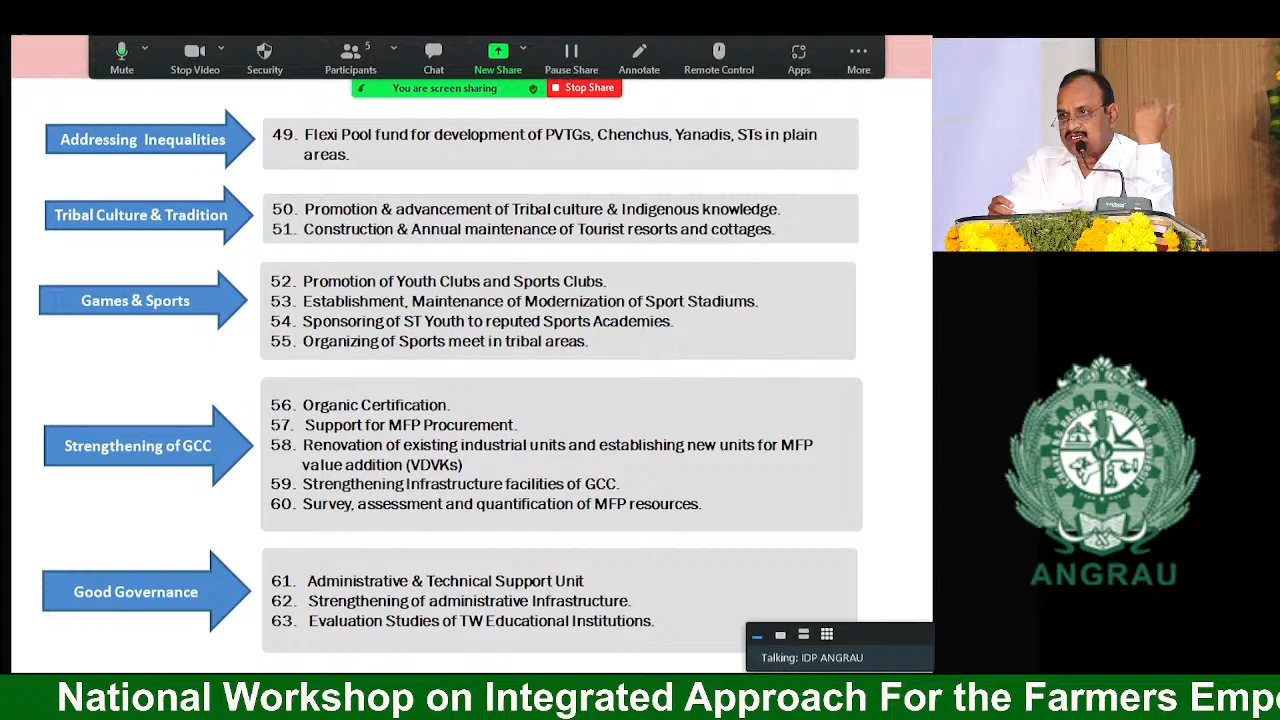 Mute
Stop Video
Security
5
Participants
Chat
New Share
Pause Share
Annotate
Remote Control
Apps
More
You are screen sharing
Stop Share
Addressing Inequalities
49. Flexi Pool fund for development of PVTGs, Chenchus, Yanadis, STs in plain
areas.
Tribal Culture & Tradition
50. Promotion & advancement of Tribal culture & Indigenous knowledge.
51. Construction & Annual maintenance of Tourist resorts and cottages.
Games & Sports
52. Promotion of Youth Clubs and Sports Clubs.
53. Establishment, Maintenance of Modernization of Sport Stadiums.
54. Sponsoring of ST Youth to reputed Sports Academies.
55. Organizing of Sports meet in tribal areas.
Strengthening of GCC
56. Organic Certification.
57. Support for MFP Procurement.
58. Renovation of existing industrial units and establishing new units for MFP
value addition (VDVKs)
59. Strengthening Infrastructure facilities of GCC.
60. Survey, assessment and quantification of MFP resources.
Good Governance
61. Administrative & Technical Support Unit
62. Strengthening of administrative Infrastructure.
63. Evaluation Studies of TW Educational Institutions.
Talking: IDP ANGRAU
ANGRAU
National Workshop on Integrated Approach For the Farmers Empo